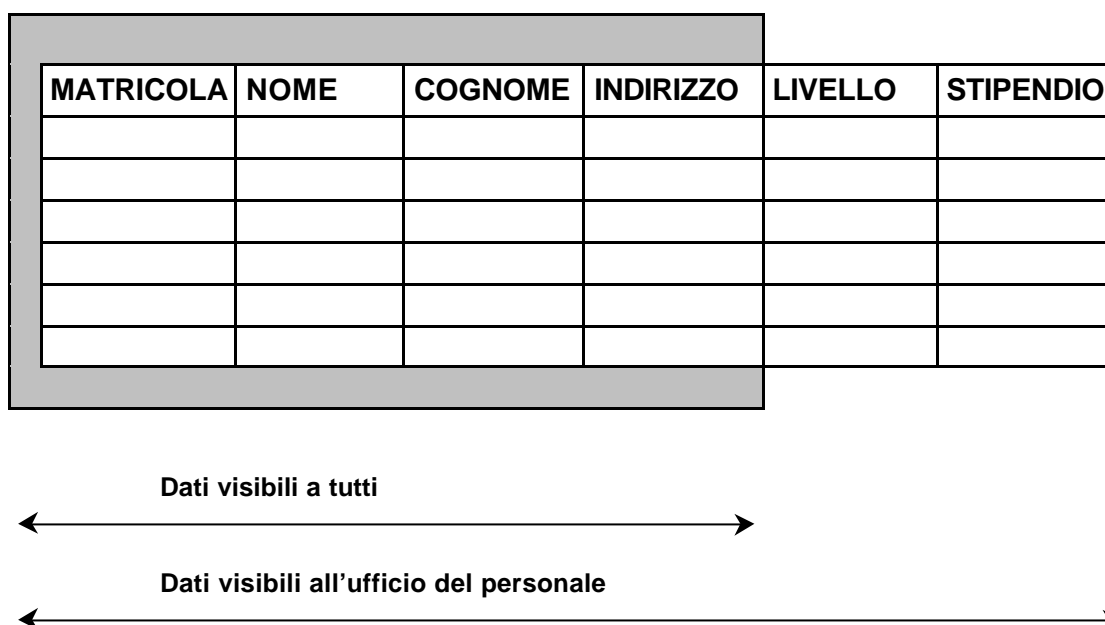 MATRICOLA NOME COGNOME INDIRIZZO LIVELLO STIPENDIO
Dati visibili a tutti
Dati visibili all’ufficio del personale